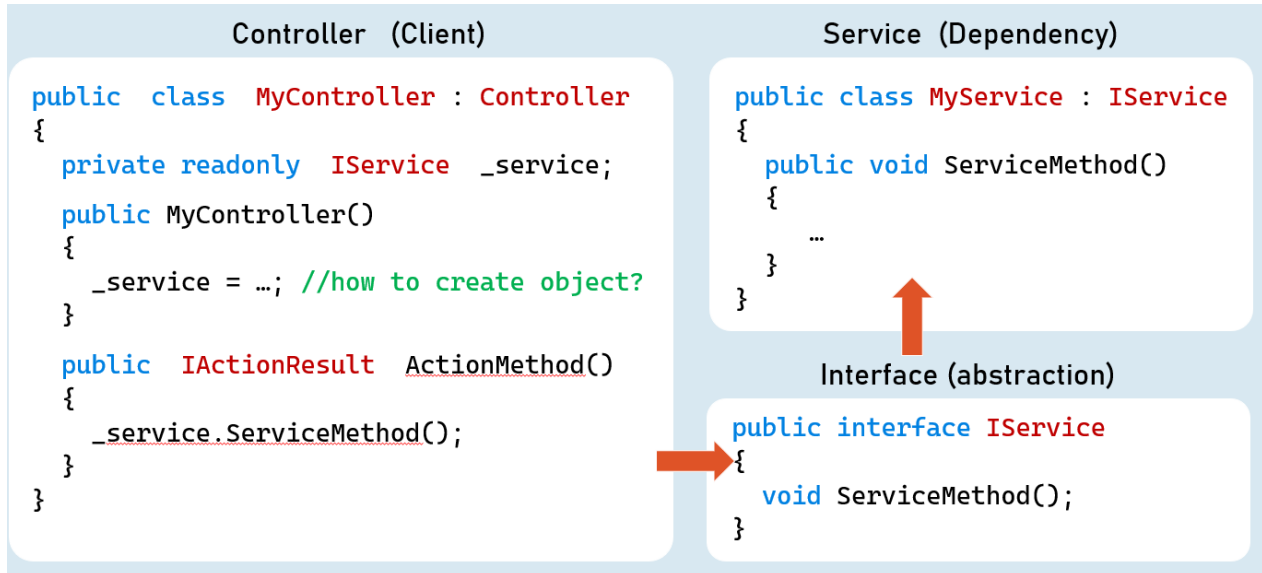 Controller (Client)
public class MyController : Controller
{
private readonly IService _service;
public MyController()
{
_service = …; //how to create object?
}
public IActionResult ActionMethod()
{
_service.ServiceMethod();
}
}
Service (Dependency)
public class MyService : IService
{
public void ServiceMethod()
{
…
}
}
Interface (abstraction)
public interface IService
{
void ServiceMethod();
}